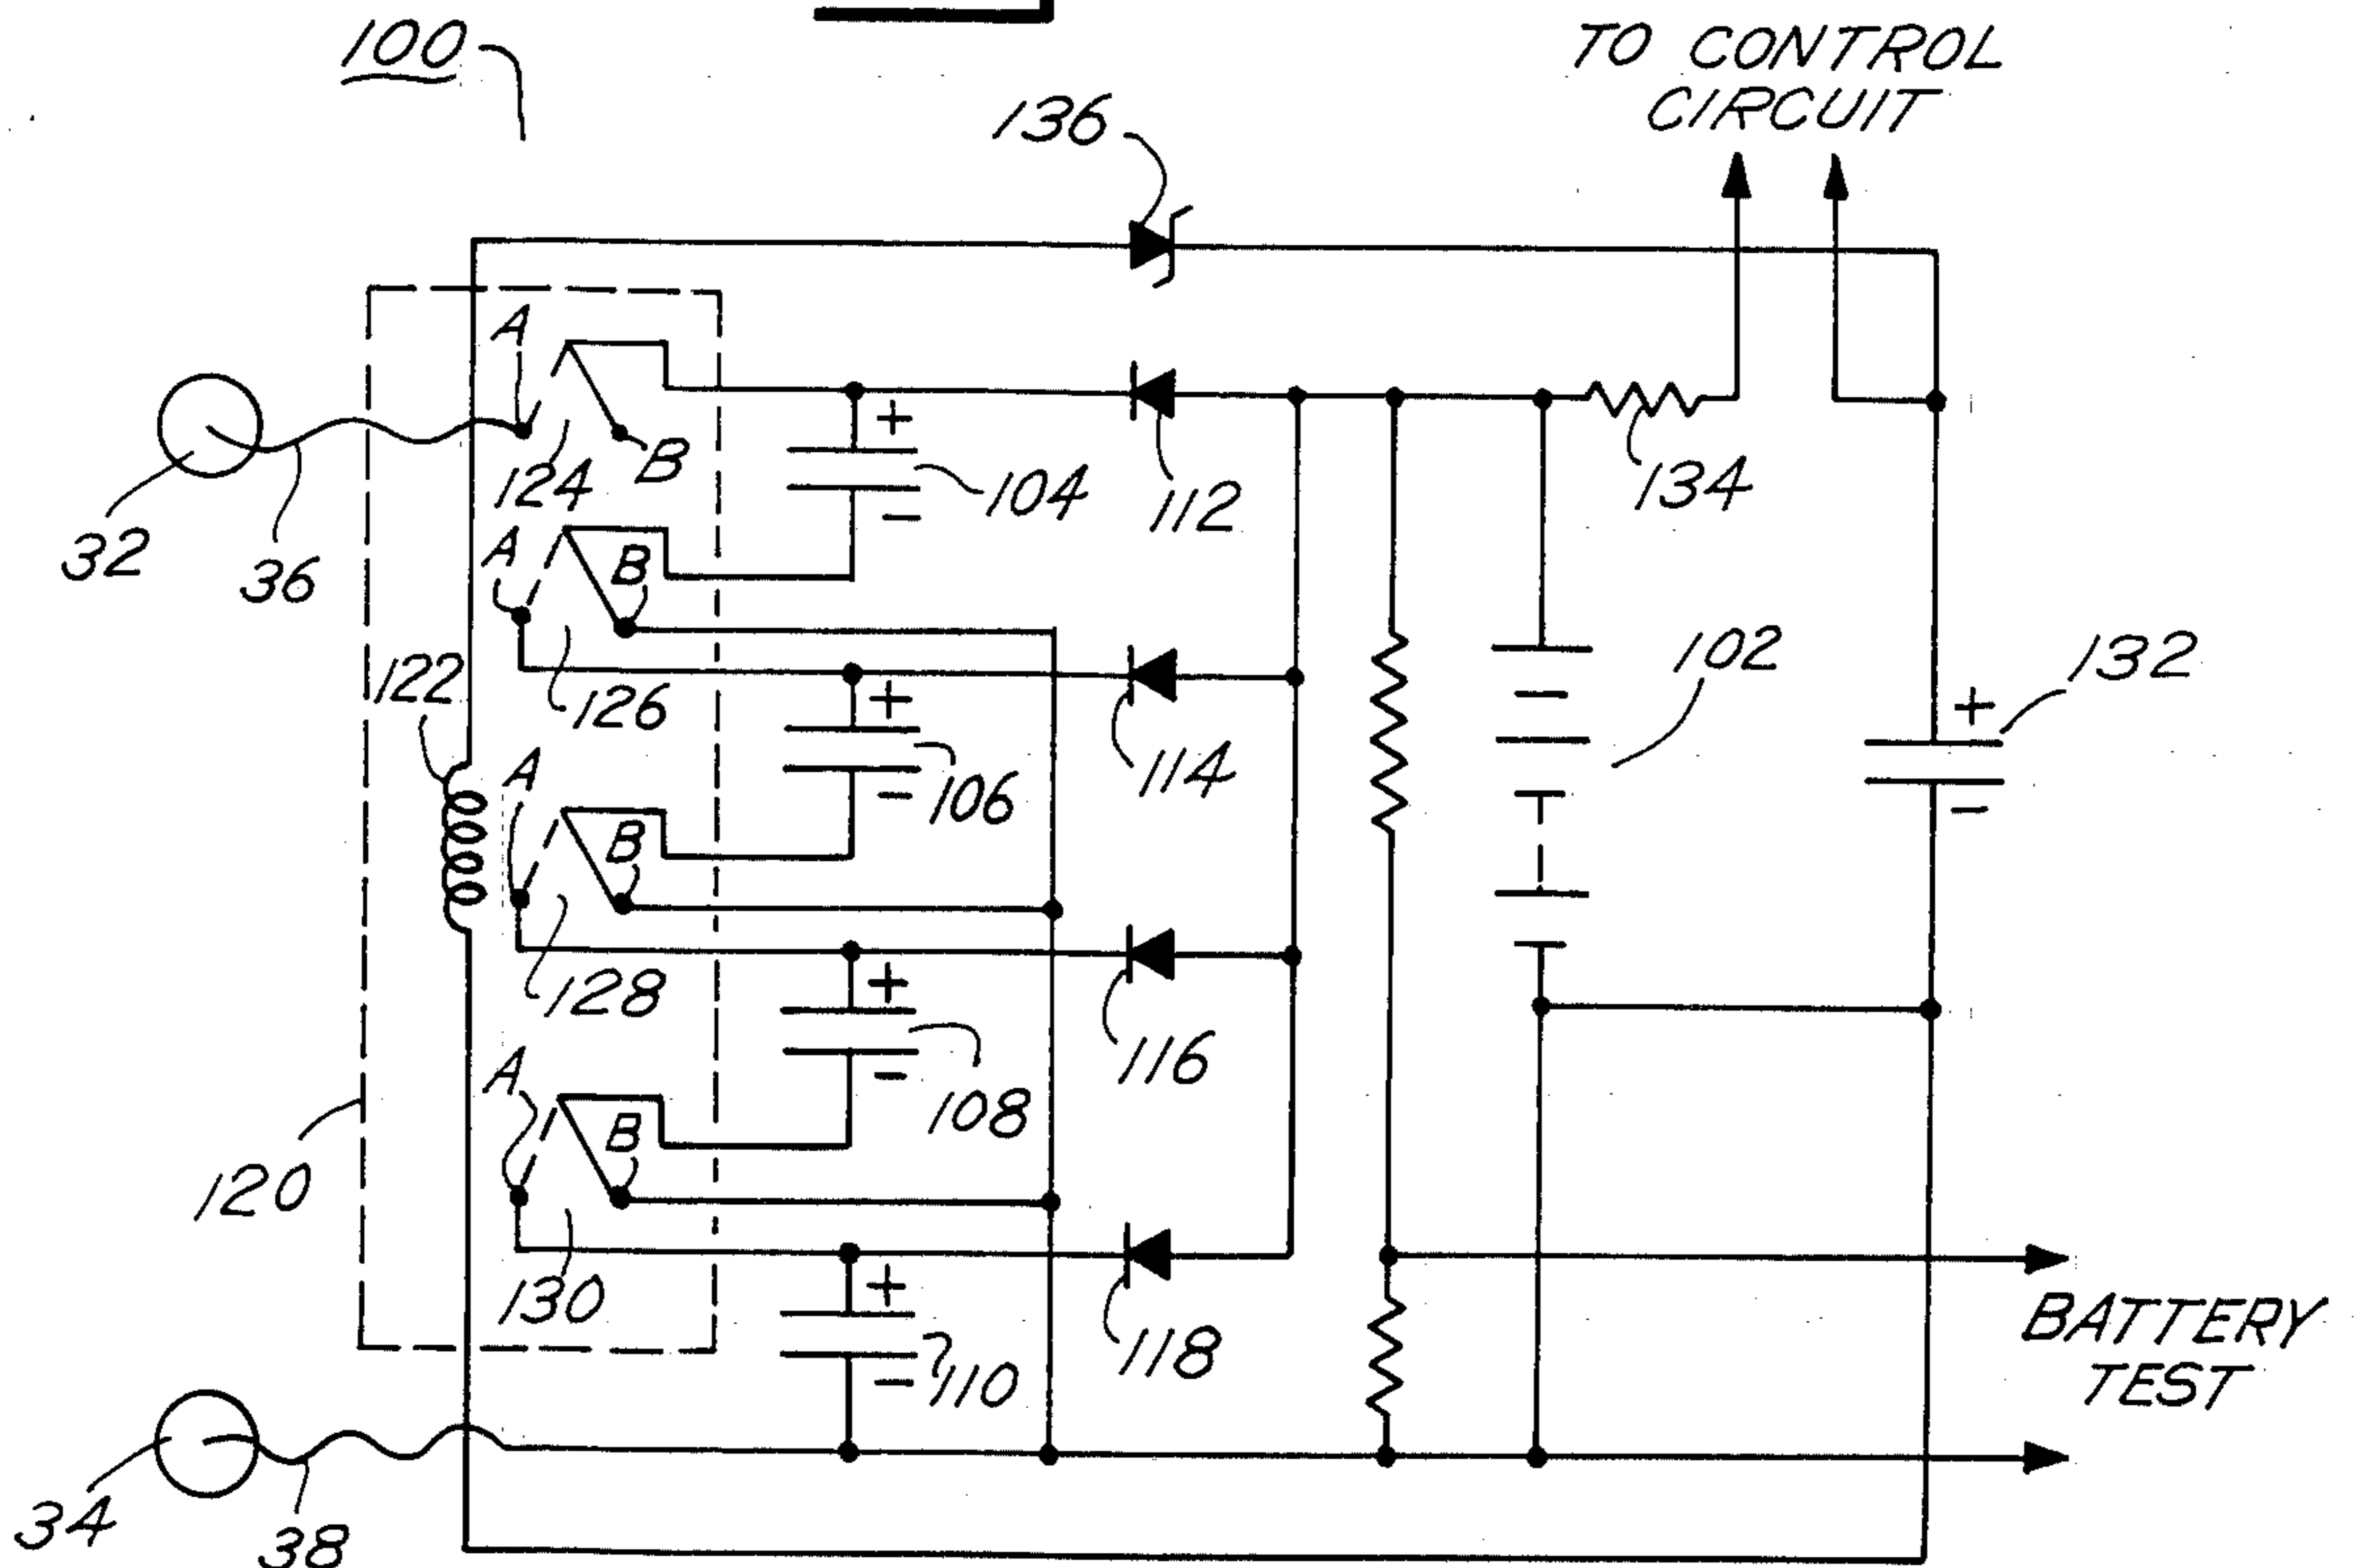 100
TO CONTROL
CIRCUIT
136
A
+
B
124
104
112
134
-
32
36
A
B
102
132
122
126
+
+
114
A
106
-
-
B
128
+
116
A
108
-
B
120
130
+
118
BATTERY
TEST
110
-
34
38